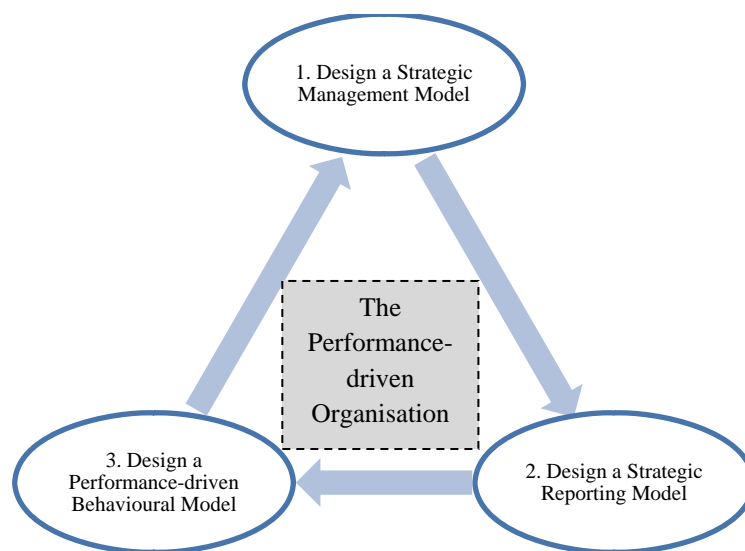 1. Design a Strategic
Management Model
The
Performance-
driven
Organisation
3. Design a
Performance-driven
Behavioural Model
2. Design a Strategic
Reporting Model